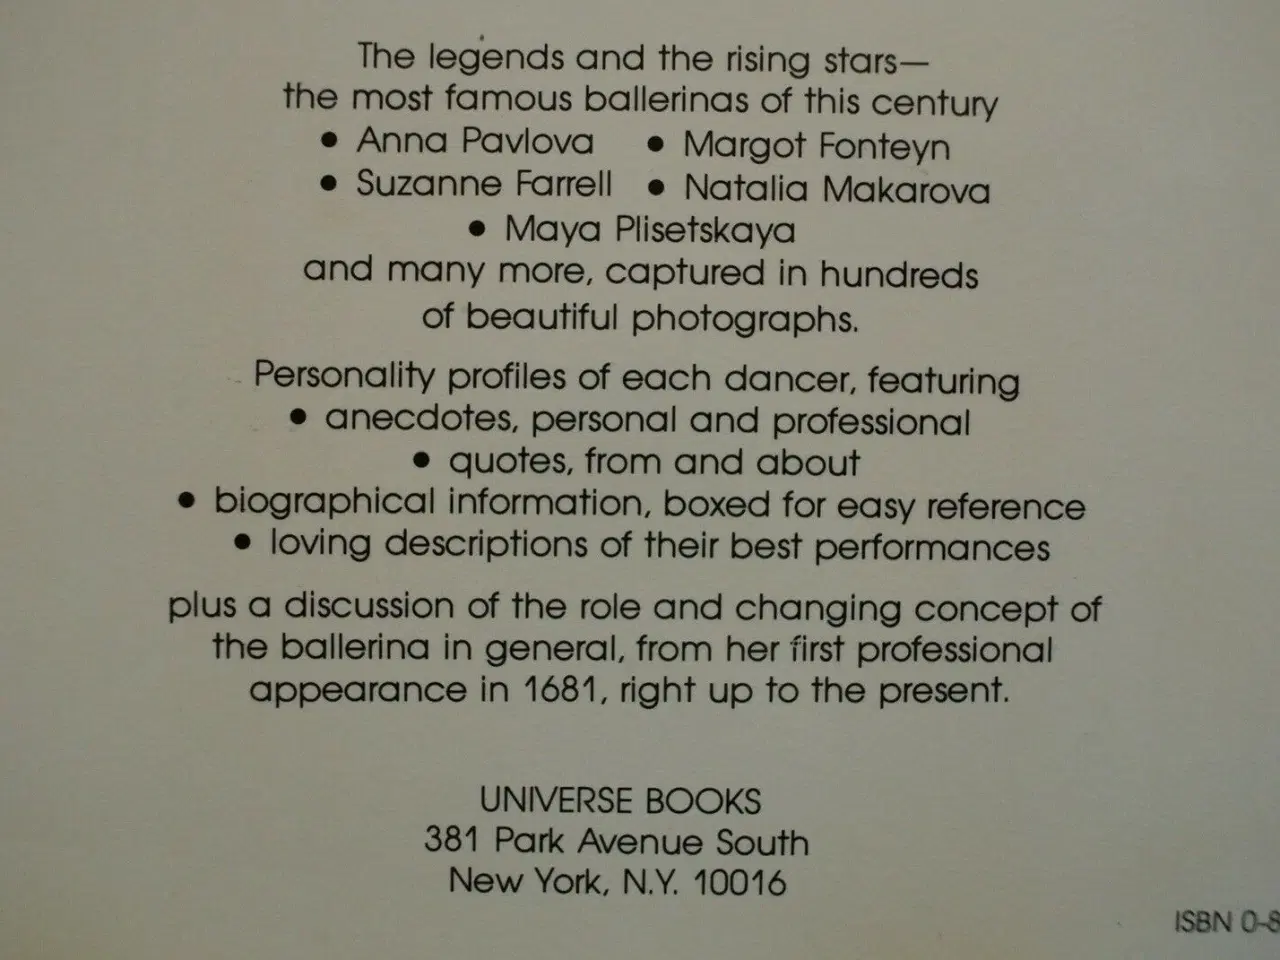 The legends and the rising stars—
the most famous ballerinas of this century
• Anna Pavlova • Margot Fonteyn
• Suzanne Farrell • Natalia Makarova
• Maya Plisetskaya
and many more, captured in hundreds
of beautiful photographs.
Personality profiles of each dancer, featuring
• anecdotes, personal and professional
• quotes, from and about
• biographical information, boxed for easy reference
• loving descriptions of their best performances
plus a discussion of the role and changing concept of
the ballerina in general, from her first professional
appearance in 1681, right up to the present.
UNIVERSE BOOKS
381 Park Avenue South
New York, N.Y. 10016
ISBN 0-8